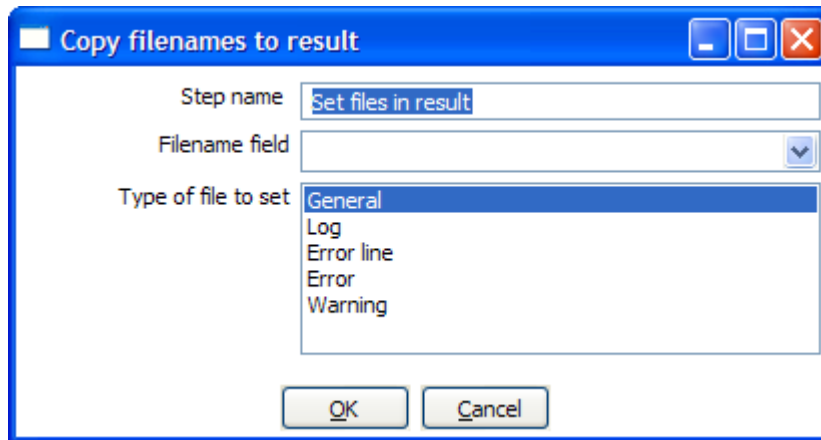 Copy filenames to result
Step name Set files in result
Filename field
Type of file to set General
Log
Error line
Error
Warning
OK Cancel